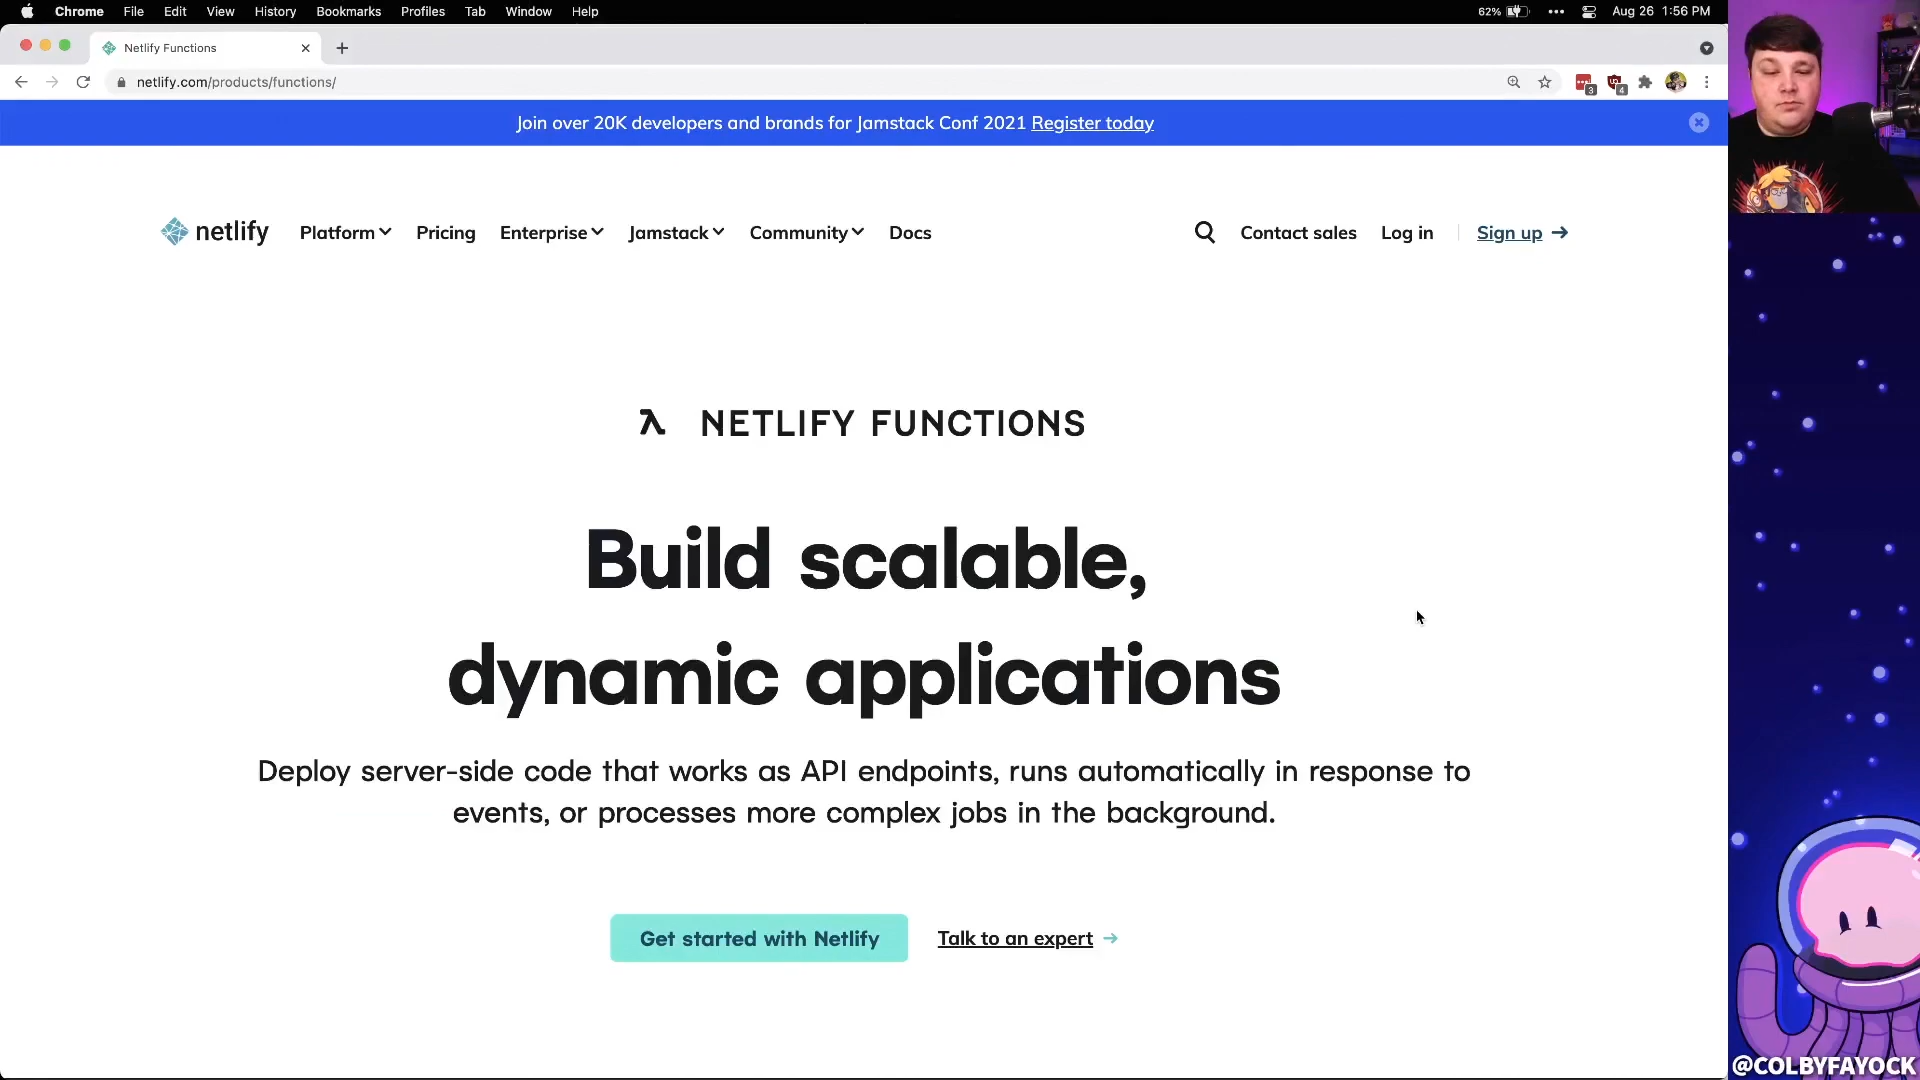 Chrome File Edit View History Bookmarks Profiles Tab Window Help 62% Aug 26 1:56 PM
Netlify Functions
netlify.com/products/functions/ 3 4
Join over 20K developers and brands for Jamstack Conf 2021 Register today
netlify Platform Pricing Enterprise Jamstack Community Docs Contact sales Log in Sign up
NETLIFY FUNCTIONS
Build scalable,
dynamic applications
Deploy server-side code that works as API endpoints, runs automatically in response to
events, or processes more complex jobs in the background.
Get started with Netlify Talk to an expert
@COLBYFAYOCK